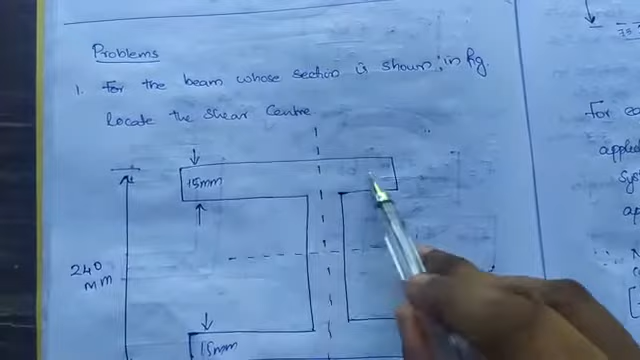 Problems
1. For the beam whose section is shown in fig.
Locate the shear centre
15mm
240
mm
15mm
For